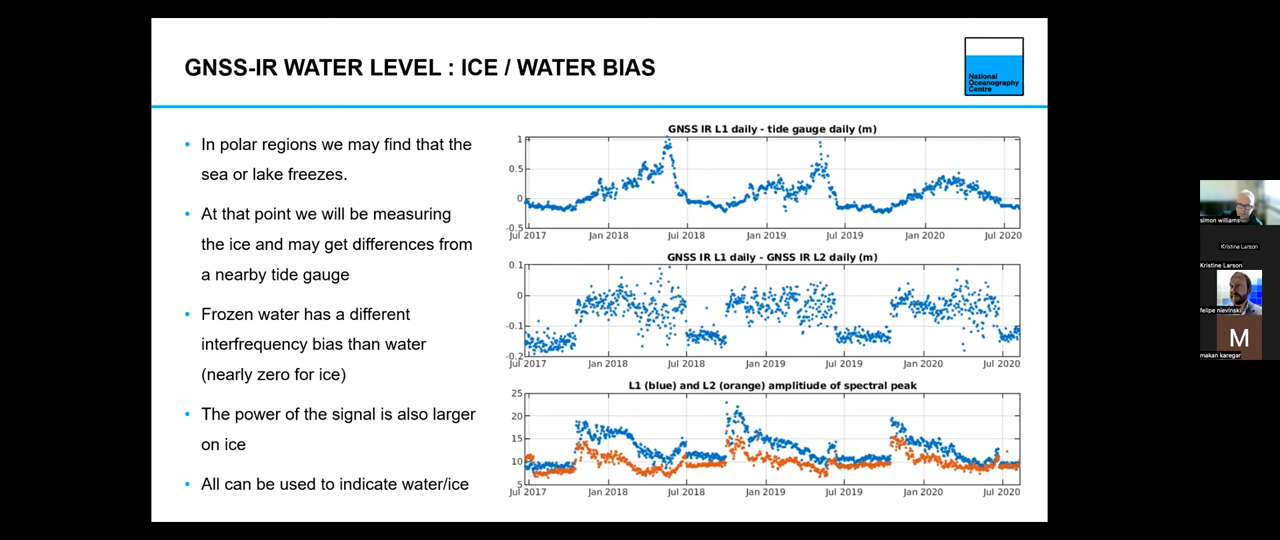 GNSS-IR WATER LEVEL : ICE / WATER BIAS
National
Oceanography
Centre
• In polar regions we may find that the
sea or lake freezes.
• At that point we will be measuring
the ice and may get differences from
a nearby tide gauge
• Frozen water has a different
interfrequency bias than water
(nearly zero for ice)
• The power of the signal is also larger
on ice
• All can be used to indicate water/ice
GNSS IR L1 daily - tide gauge daily (m)
1
0.5
0
-0.5
Jul 2017 Jan 2018 Jul 2018 Jan 2019 Jul 2019 Jan 2020 Jul 2020
GNSS IR L1 daily - GNSS IR L2 daily (m)
0.1
0
-0.1
-0.2
Jul 2017 Jan 2018 Jul 2018 Jan 2019 Jul 2019 Jan 2020 Jul 2020
L1 (blue) and L2 (orange) amplitiude of spectral peak
25
20
15
10
5
Jul 2017 Jan 2018 Jul 2018 Jan 2019 Jul 2019 Jan 2020 Jul 2020
simon williams
Kristine Larson
Kristine Larson
felipe nievinski
M
makan karegar